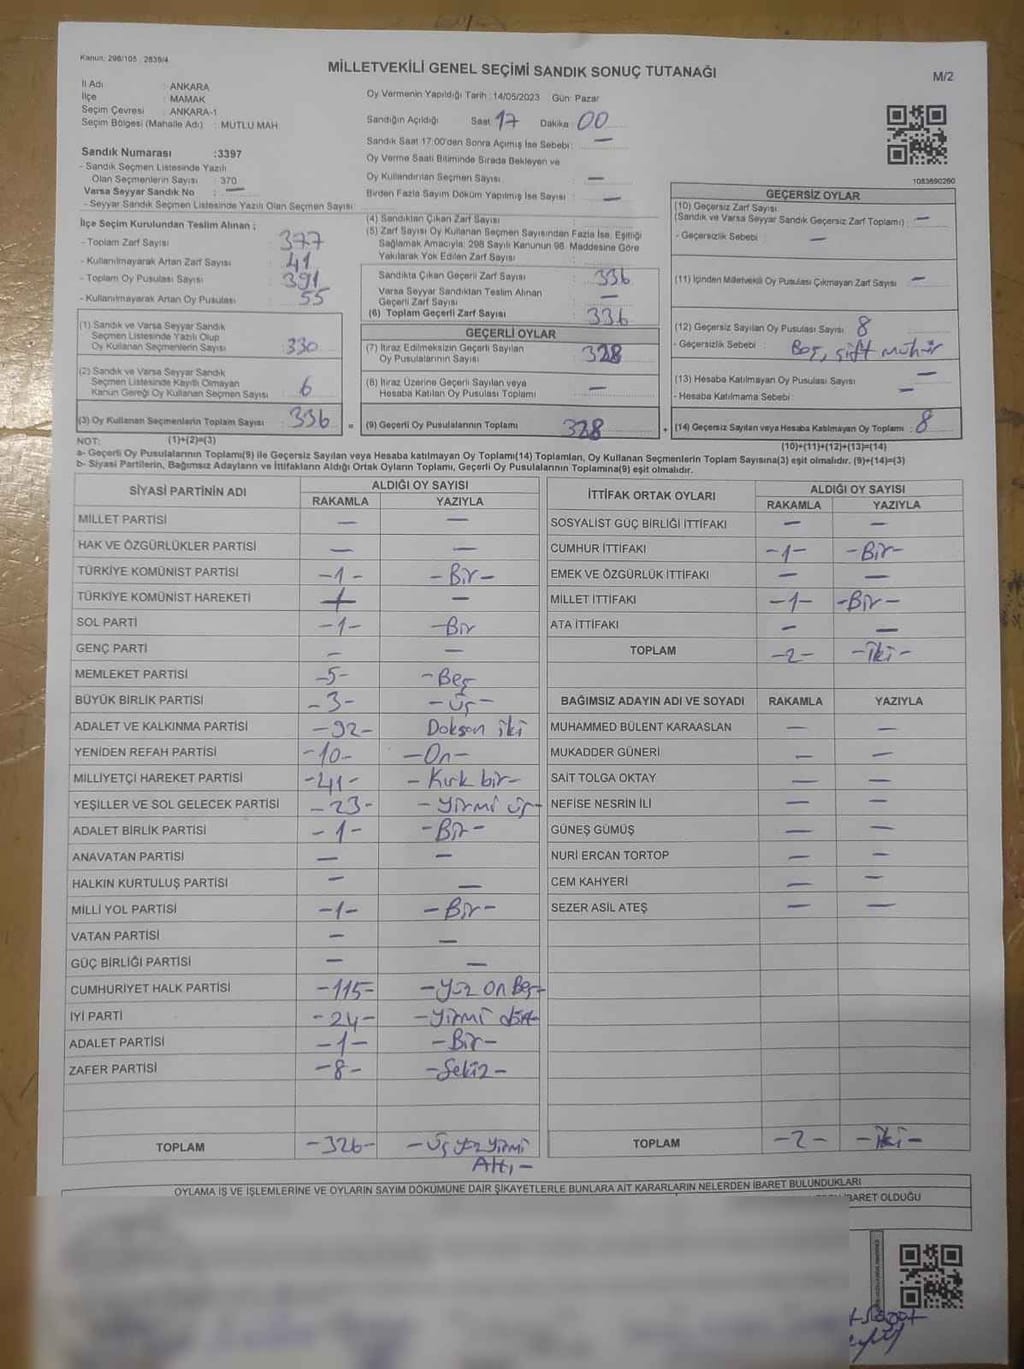 Kanun: 298/105 : 2839/4
MİLLETVEKİLİ GENEL SEÇİMİ SANDIK SONUÇ TUTANAĞI
M/2
İl Adı : ANKARA
İlçe : MAMAK
Seçim Çevresi : ANKARA-1
Seçim Bölgesi (Mahalle Adı) : MUTLU MAH.
Oy Vermenin Yapıldığı Tarih : 14/05/2023 Gün: Pazar
Sandığın Açıldığı Saat 17 Dakika 00
Sandık Saat 17:00'den Sonra Açımış İse Sebebi : —
Oy Verme Saati Bitiminde Sırada Bekleyen ve
Oy Kullandırılan Seçmen Sayısı —
Birden Fazla Sayım Döküm Yapılmış İse Sayısı : —
1083690260
Sandık Numarası :3397
- Sandık Seçmen Listesinde Yazılı
Olan Seçmenlerin Sayısı : 370
Varsa Seyyar Sandık No : —
- Seyyar Sandık Seçmen Listesinde Yazılı Olan Seçmen Sayısı:
İlçe Seçim Kurulundan Teslim Alınan ;
- Toplam Zarf Sayısı 377
- Kullanılmayarak Artan Zarf Sayısı : 41
- Toplam Oy Pusulası Sayısı : 391
- Kullanılmayarak Artan Oy Pusulası : 55
(1) Sandık ve Varsa Seyyar Sandık
Seçmen Listesinde Yazılı Olup
Oy Kullanan Seçmenlerin Sayısı : 330
(2) Sandık ve Varsa Seyyar Sandık
Seçmen Listesinde Kayıtlı Olmayan
Kanun Gereği Oy Kullanan Seçmen Sayısı : 6
(3) Oy Kullanan Seçmenlerin Toplam Sayısı : 336
(4) Sandıktan Çıkan Zarf Sayısı
(5) Zarf Sayısı Oy Kullanan Seçmen Sayısından Fazla İse, Eşitliği
Sağlamak Amacıyla; 298 Sayılı Kanunun 98. Maddesine Göre
Yakılarak Yok Edilen Zarf Sayısı :
Sandıkta Çıkan Geçerli Zarf Sayısı : 336
Varsa Seyyar Sandıktan Teslim Alınan
Geçerli Zarf Sayısı : —
(6) Toplam Geçerli Zarf Sayısı : 336
GEÇERLİ OYLAR
(7) İtiraz Edilmeksizin Geçerli Sayılan
Oy Pusulalarının Sayısı : 328
(8) İtiraz Üzerine Geçerli Sayılan veya
Hesaba Katılan Oy Pusulası Toplamı : —
= (9) Geçerli Oy Pusulalarının Toplamı : 328 +
GEÇERSİZ OYLAR
(10) Geçersiz Zarf Sayısı
(Sandık ve Varsa Seyyar Sandık Geçersiz Zarf Toplamı) : —
- Geçersizlik Sebebi : —
(11) İçinden Milletvekili Oy Pusulası Çıkmayan Zarf Sayısı : —
(12) Geçersiz Sayılan Oy Pusulası Sayısı : 8
- Geçersizlik Sebebi : Boş, çift mühür
(13) Hesaba Katılmayan Oy Pusulası Sayısı : —
- Hesaba Katılmama Sebebi : —
(14) Geçersiz Sayılan veya Hesaba Katılmayan Oy Toplamı : 8
NOT: (1)+(2)=(3)
(10)+(11)+(12)+(13)=(14)
a- Geçerli Oy Pusulalarının Toplamı(9) ile Geçersiz Sayılan veya Hesaba katılmayan Oy Toplamı(14) Toplamları, Oy Kullanan Seçmenlerin Toplam Sayısına(3) eşit olmalıdır. (9)+(14)=(3)
b- Siyasi Partilerin, Bağımsız Adayların ve İttifakların Aldığı Ortak Oyların Toplamı, Geçerli Oy Pusulalarının Toplamına(9) eşit olmalıdır.
SİYASİ PARTİNİN ADI ALDIĞI OY SAYISI
RAKAMLA YAZIYLA
MİLLET PARTİSİ — —
HAK VE ÖZGÜRLÜKLER PARTİSİ — —
TÜRKİYE KOMÜNİST PARTİSİ -1- -Bir-
TÜRKİYE KOMÜNİST HAREKETİ —
SOL PARTİ -1- -Bir
GENÇ PARTİ — —
MEMLEKET PARTİSİ -5- -Beş
BÜYÜK BİRLİK PARTİSİ -3- -Üç-
ADALET VE KALKINMA PARTİSİ -92- Doksan iki
YENİDEN REFAH PARTİSİ -10- -On-
MİLLİYETÇİ HAREKET PARTİSİ -41- -Kırk bir-
YEŞİLLER VE SOL GELECEK PARTİSİ -23- -Yirmi üç-
ADALET BİRLİK PARTİSİ -1- -Bir-
ANAVATAN PARTİSİ — —
HALKIN KURTULUŞ PARTİSİ — —
MİLLİ YOL PARTİSİ -1- -Bir-
VATAN PARTİSİ — —
GÜÇ BİRLİĞİ PARTİSİ — —
CUMHURİYET HALK PARTİSİ -115- -Yüz On Beş-
İYİ PARTİ -24- -Yirmi dört-
ADALET PARTİSİ -1- -Bir-
ZAFER PARTİSİ -8- -Sekiz-
TOPLAM -326- -Üç yüz yirmi
Altı-
İTTİFAK ORTAK OYLARI ALDIĞI OY SAYISI
RAKAMLA YAZIYLA
SOSYALİST GÜÇ BİRLİĞİ İTTİFAKI — —
CUMHUR İTTİFAKI -1- -Bir-
EMEK VE ÖZGÜRLÜK İTTİFAKI — —
MİLLET İTTİFAKI -1- -Bir-
ATA İTTİFAKI — —
TOPLAM -2- -iki-
BAĞIMSIZ ADAYIN ADI VE SOYADI RAKAMLA YAZIYLA
MUHAMMED BÜLENT KARAASLAN — —
MUKADDER GÜNERİ — —
SAİT TOLGA OKTAY — —
NEFİSE NESRİN İLİ — —
GÜNEŞ GÜMÜŞ — —
NURİ ERCAN TORTOP — —
CEM KAHYERİ — —
SEZER ASİL ATEŞ — —
TOPLAM -2- -iki-
OYLAMA İŞ VE İŞLEMLERİNE VE OYLARIN SAYIM DÖKÜMÜNE DAİR ŞİKAYETLERLE BUNLARA AİT KARARLARIN NELERDEN İBARET BULUNDUKLARI
İBARET OLDUĞU